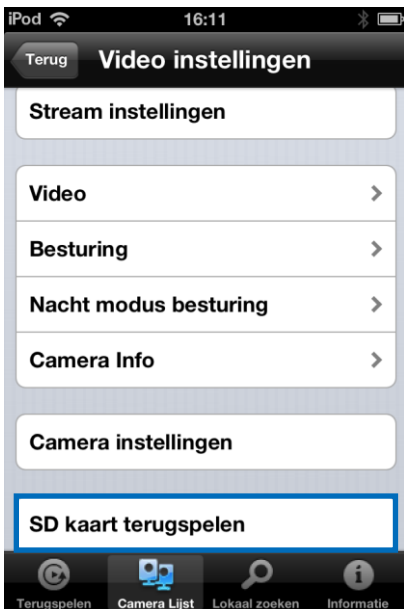 iPod 16:11
Terug Video instellingen
Stream instellingen
Video
Besturing
Nacht modus besturing
Camera Info
Camera instellingen
SD kaart terugspelen
Terugspelen Camera Lijst Lokaal zoeken Informatie